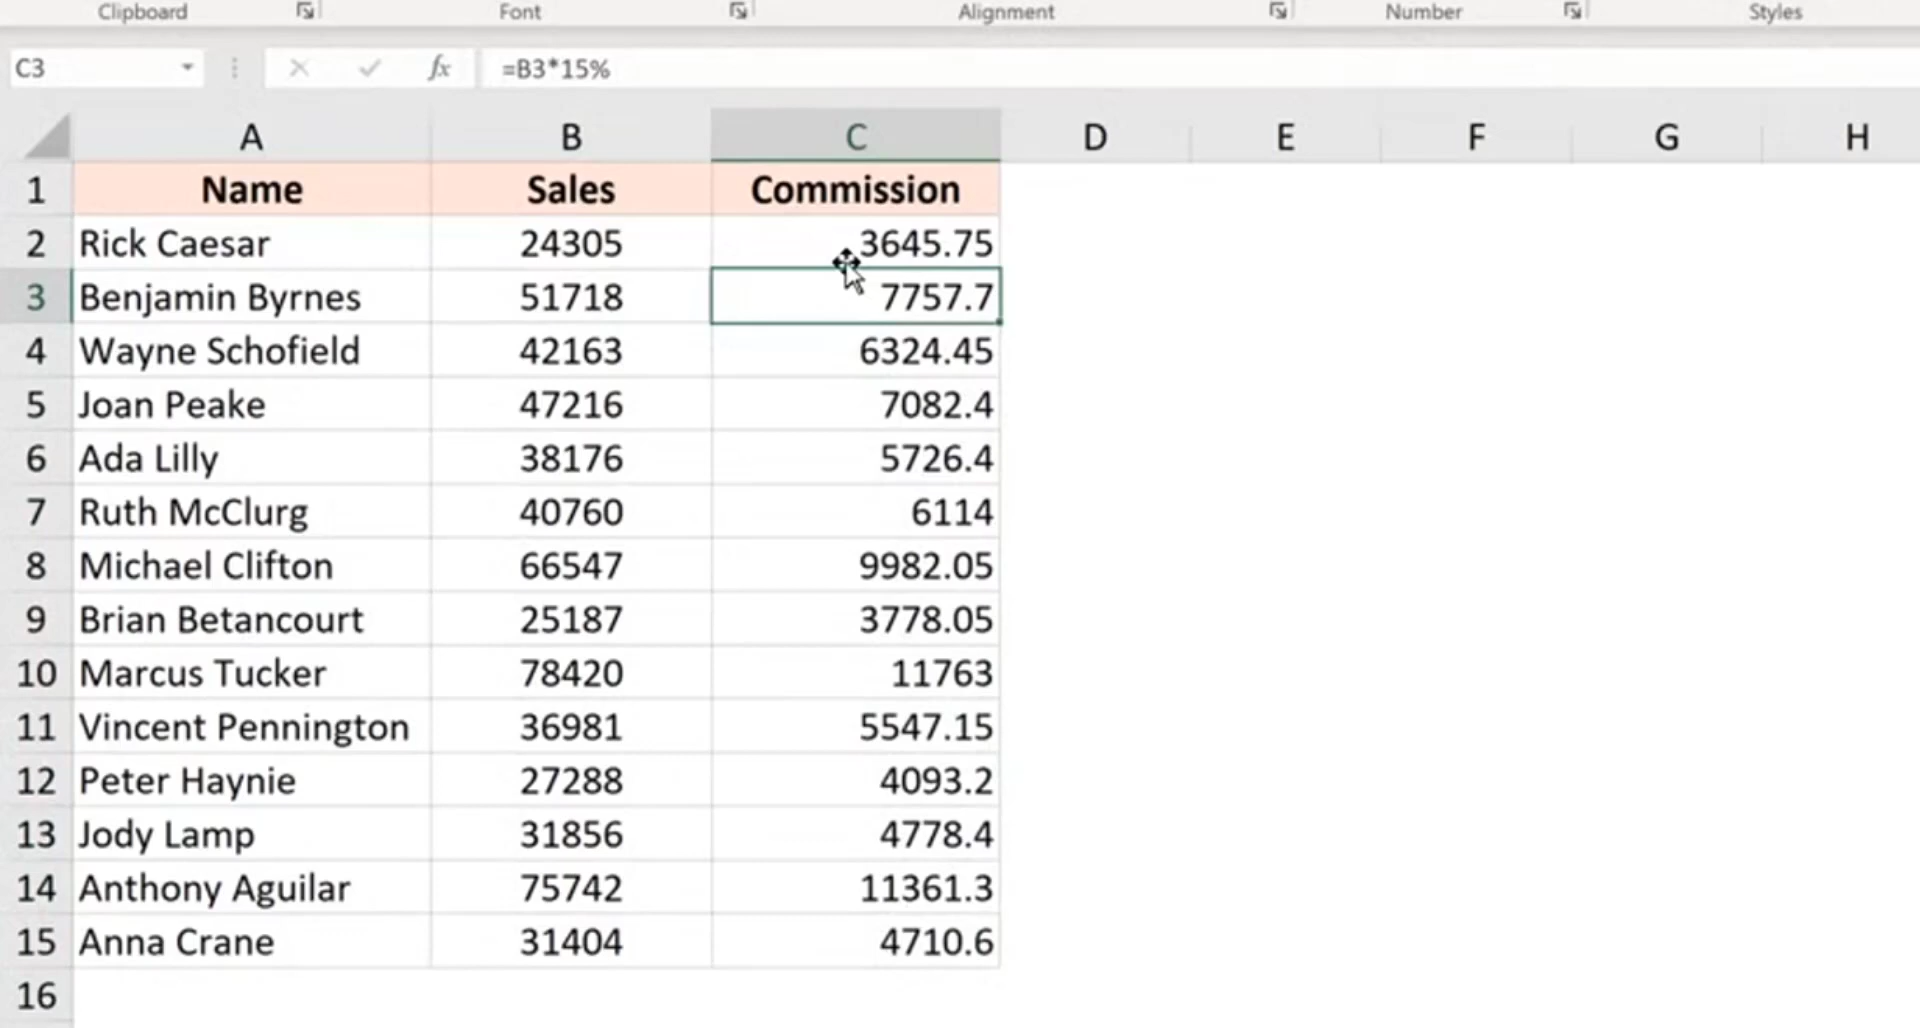 Clipboard Font Alignment Number Styles
C3 fx =B3*15%
A B C D E F G H
1 Name Sales Commission
2 Rick Caesar 24305 3645.75
3 Benjamin Byrnes 51718 7757.7
4 Wayne Schofield 42163 6324.45
5 Joan Peake 47216 7082.4
6 Ada Lilly 38176 5726.4
7 Ruth McClurg 40760 6114
8 Michael Clifton 66547 9982.05
9 Brian Betancourt 25187 3778.05
10 Marcus Tucker 78420 11763
11 Vincent Pennington 36981 5547.15
12 Peter Haynie 27288 4093.2
13 Jody Lamp 31856 4778.4
14 Anthony Aguilar 75742 11361.3
15 Anna Crane 31404 4710.6
16